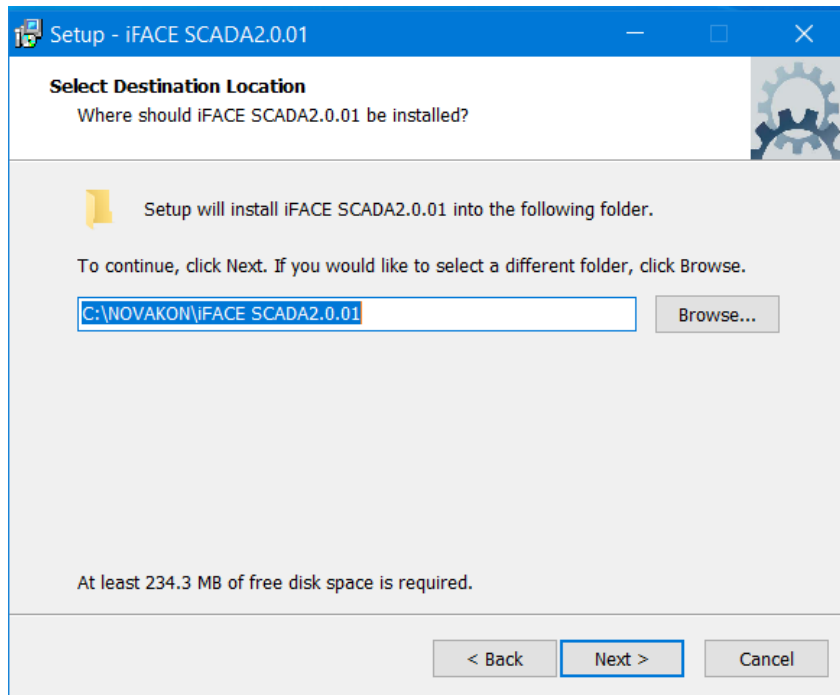 Setup - iFACE SCADA2.0.01
Select Destination Location
Where should iFACE SCADA2.0.01 be installed?
Setup will install iFACE SCADA2.0.01 into the following folder.
To continue, click Next. If you would like to select a different folder, click Browse.
C:\NOVAKON\iFACE SCADA2.0.01
Browse...
At least 234.3 MB of free disk space is required.
< Back
Next >
Cancel